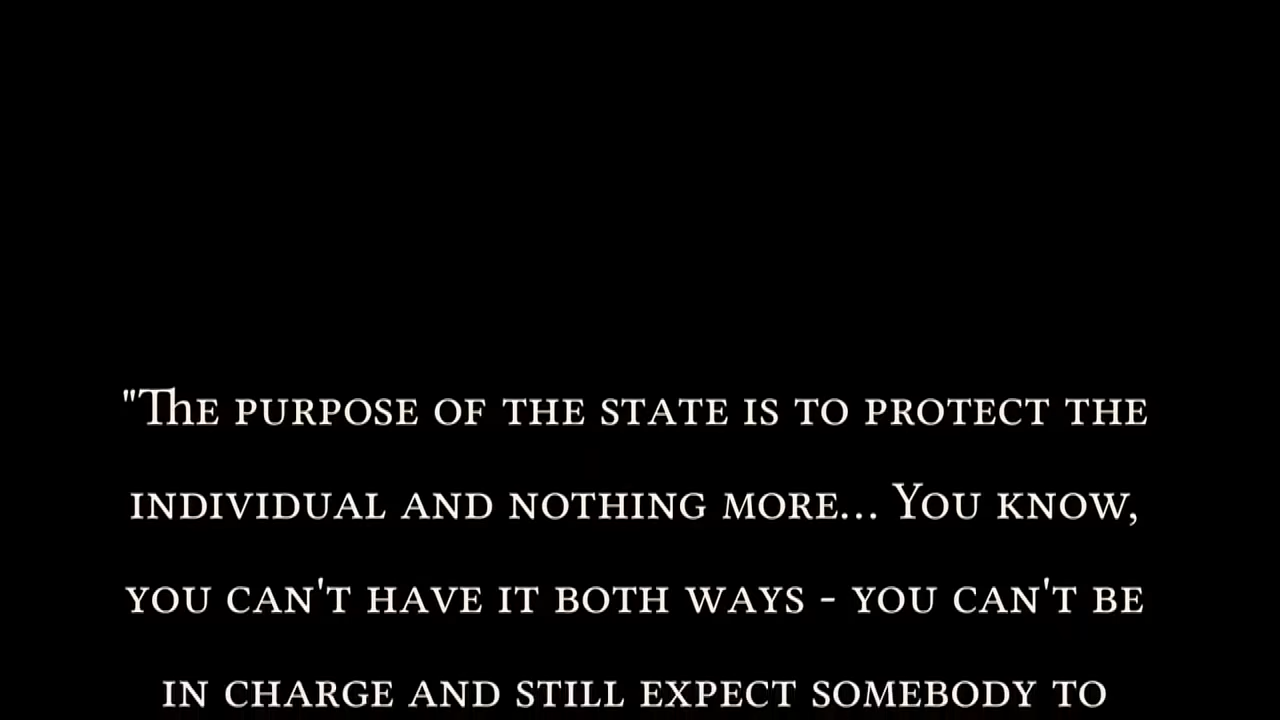 "The purpose of the state is to protect the
individual and nothing more... You know,
you can't have it both ways - you can't be
in charge and still expect somebody to